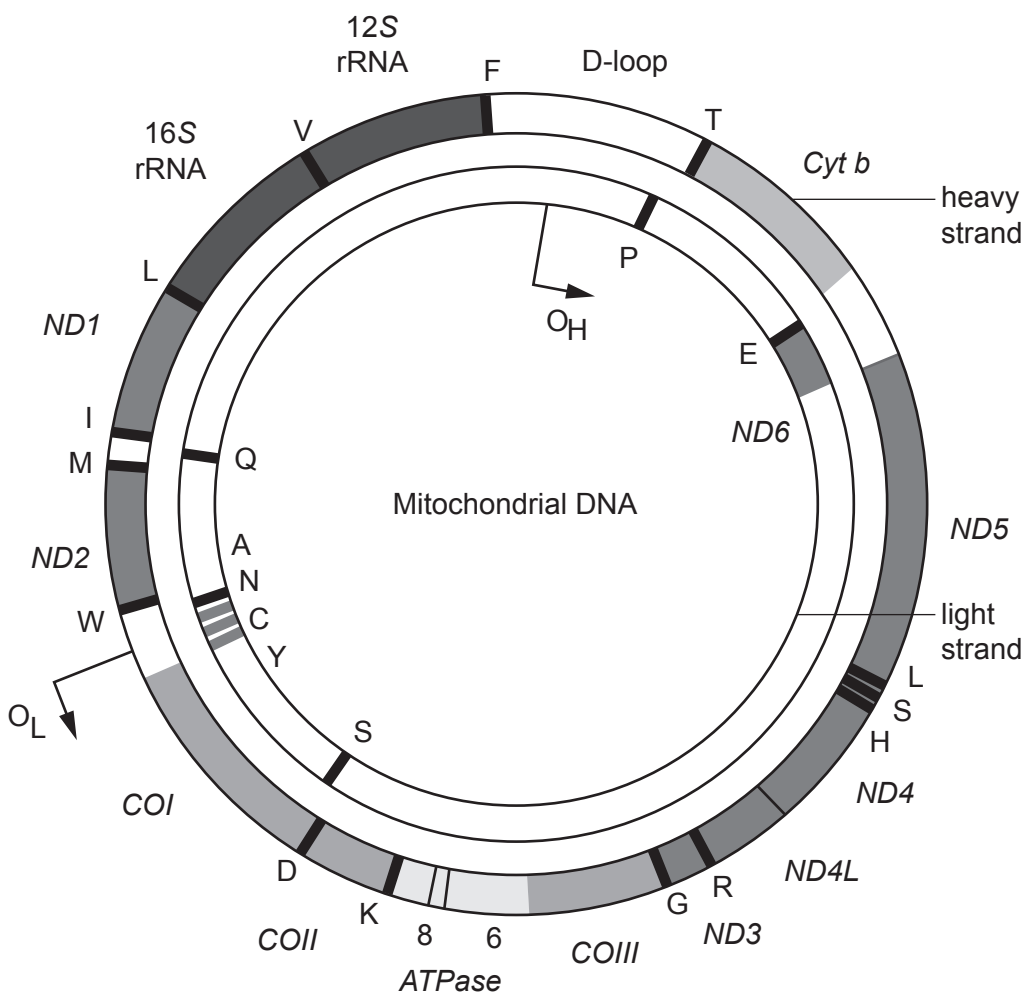 12S
rRNA
F
D-loop
T
Cyt b
heavy
strand
V
16S
rRNA
L
ND1
I
M
ND2
W
OL
COI
D
COII
K
8
6
ATPase
COIII
G
ND3
R
ND4L
ND4
H
S
L
ND5
light
strand
P
OH
E
ND6
Q
Mitochondrial DNA
A
N
C
Y
S